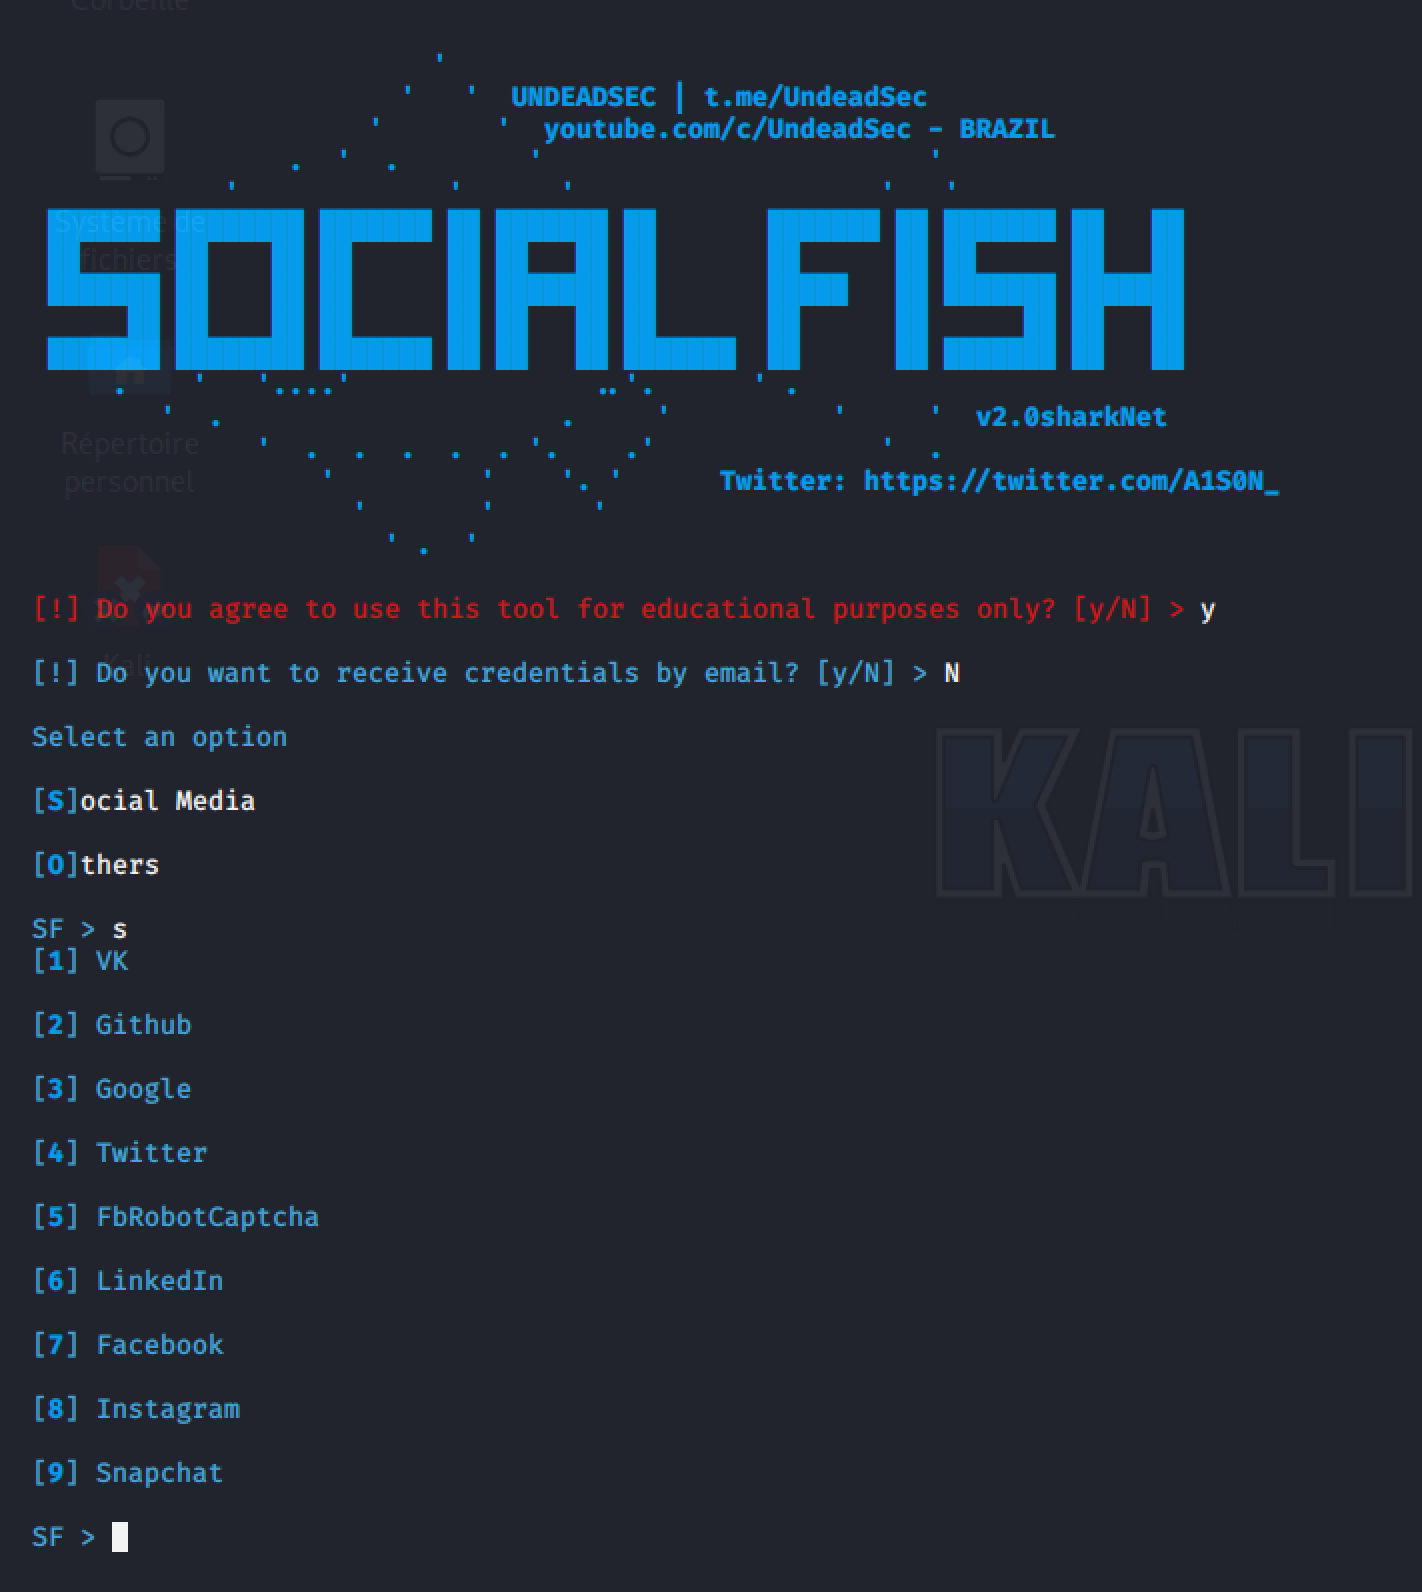 Corbeille
UNDEADSEC | t.me/UndeadSec
youtube.com/c/UndeadSec - BRAZIL
SOCIAL FISH
Système de
fichiers
v2.0sharkNet
Répertoire
personnel
Twitter: https://twitter.com/A1S0N_
[!] Do you agree to use this tool for educational purposes only? [y/N] > y
Kali
[!] Do you want to receive credentials by email? [y/N] > N
Select an option
[S]ocial Media
KALI
[O]thers
SF > s
[1] VK
[2] Github
[3] Google
[4] Twitter
[5] FbRobotCaptcha
[6] LinkedIn
[7] Facebook
[8] Instagram
[9] Snapchat
SF >